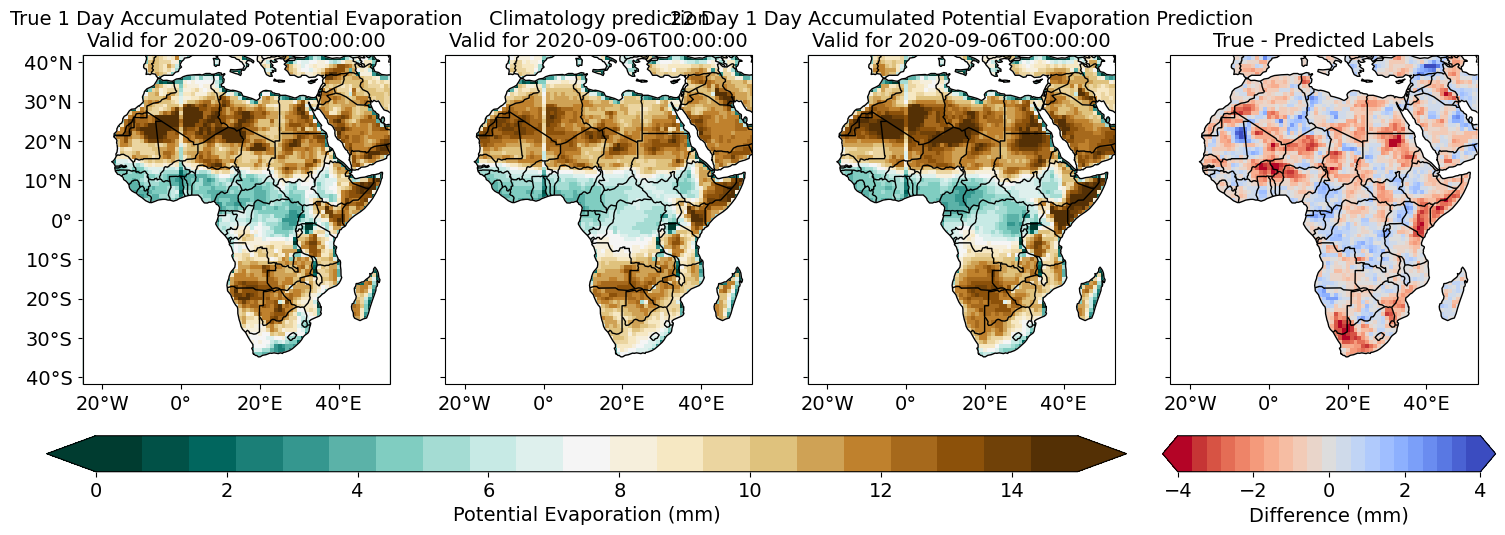 True 1 Day Accumulated Potential Evaporation
Valid for 2020-09-06T00:00:00
Climatology prediction
Valid for 2020-09-06T00:00:00
22 Day 1 Day Accumulated Potential Evaporation Prediction
Valid for 2020-09-06T00:00:00
True - Predicted Labels
40°N
30°N
20°N
10°N
0°
10°S
20°S
30°S
40°S
20°W 0° 20°E 40°E
20°W 0° 20°E 40°E
20°W 0° 20°E 40°E
20°W 0° 20°E 40°E
0 2 4 6 8 10 12 14
Potential Evaporation (mm)
−4 −2 0 2 4
Difference (mm)